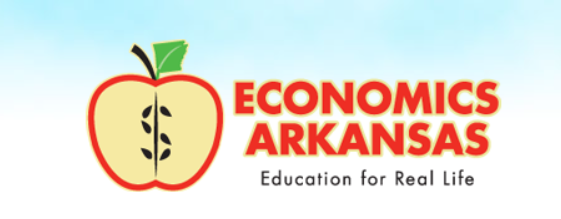 ECONOMICS
ARKANSAS
Education for Real Life